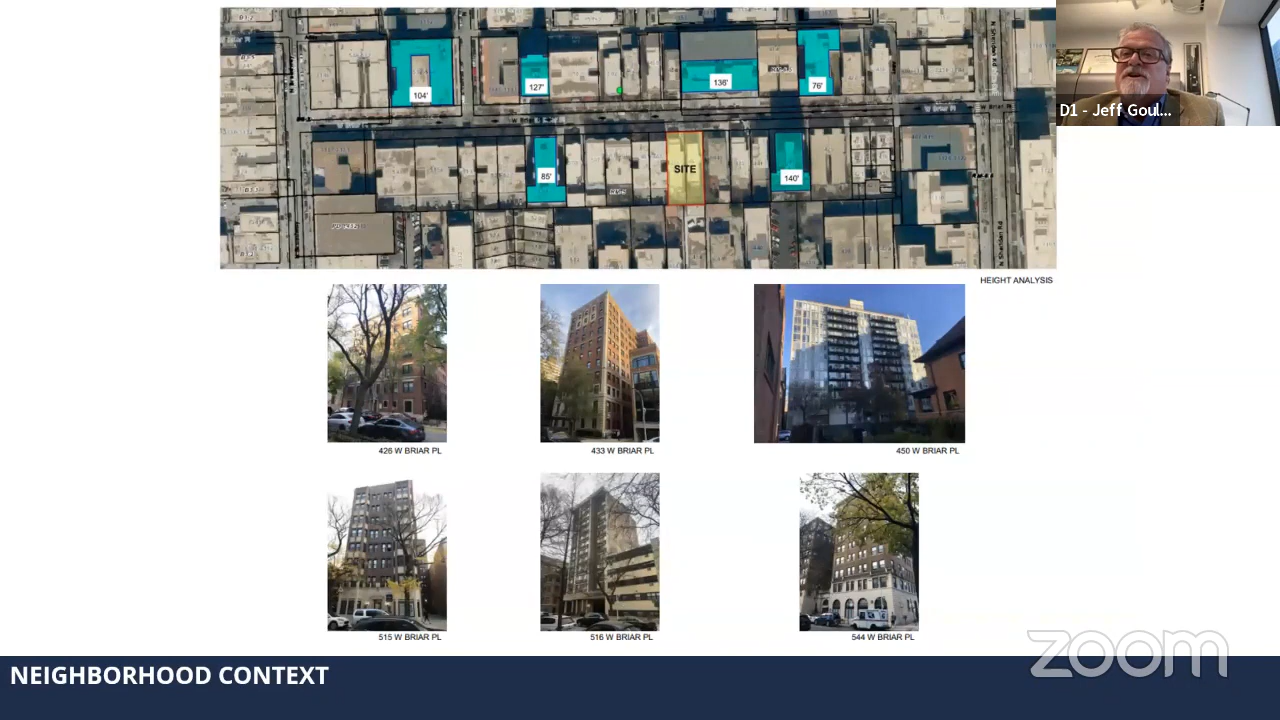 104'
127'
136'
76'
85'
SITE
140'
HEIGHT ANALYSIS
D1 - Jeff Goul...
426 W BRIAR PL
433 W BRIAR PL
450 W BRIAR PL
515 W BRIAR PL
516 W BRIAR PL
544 W BRIAR PL
zoom
NEIGHBORHOOD CONTEXT